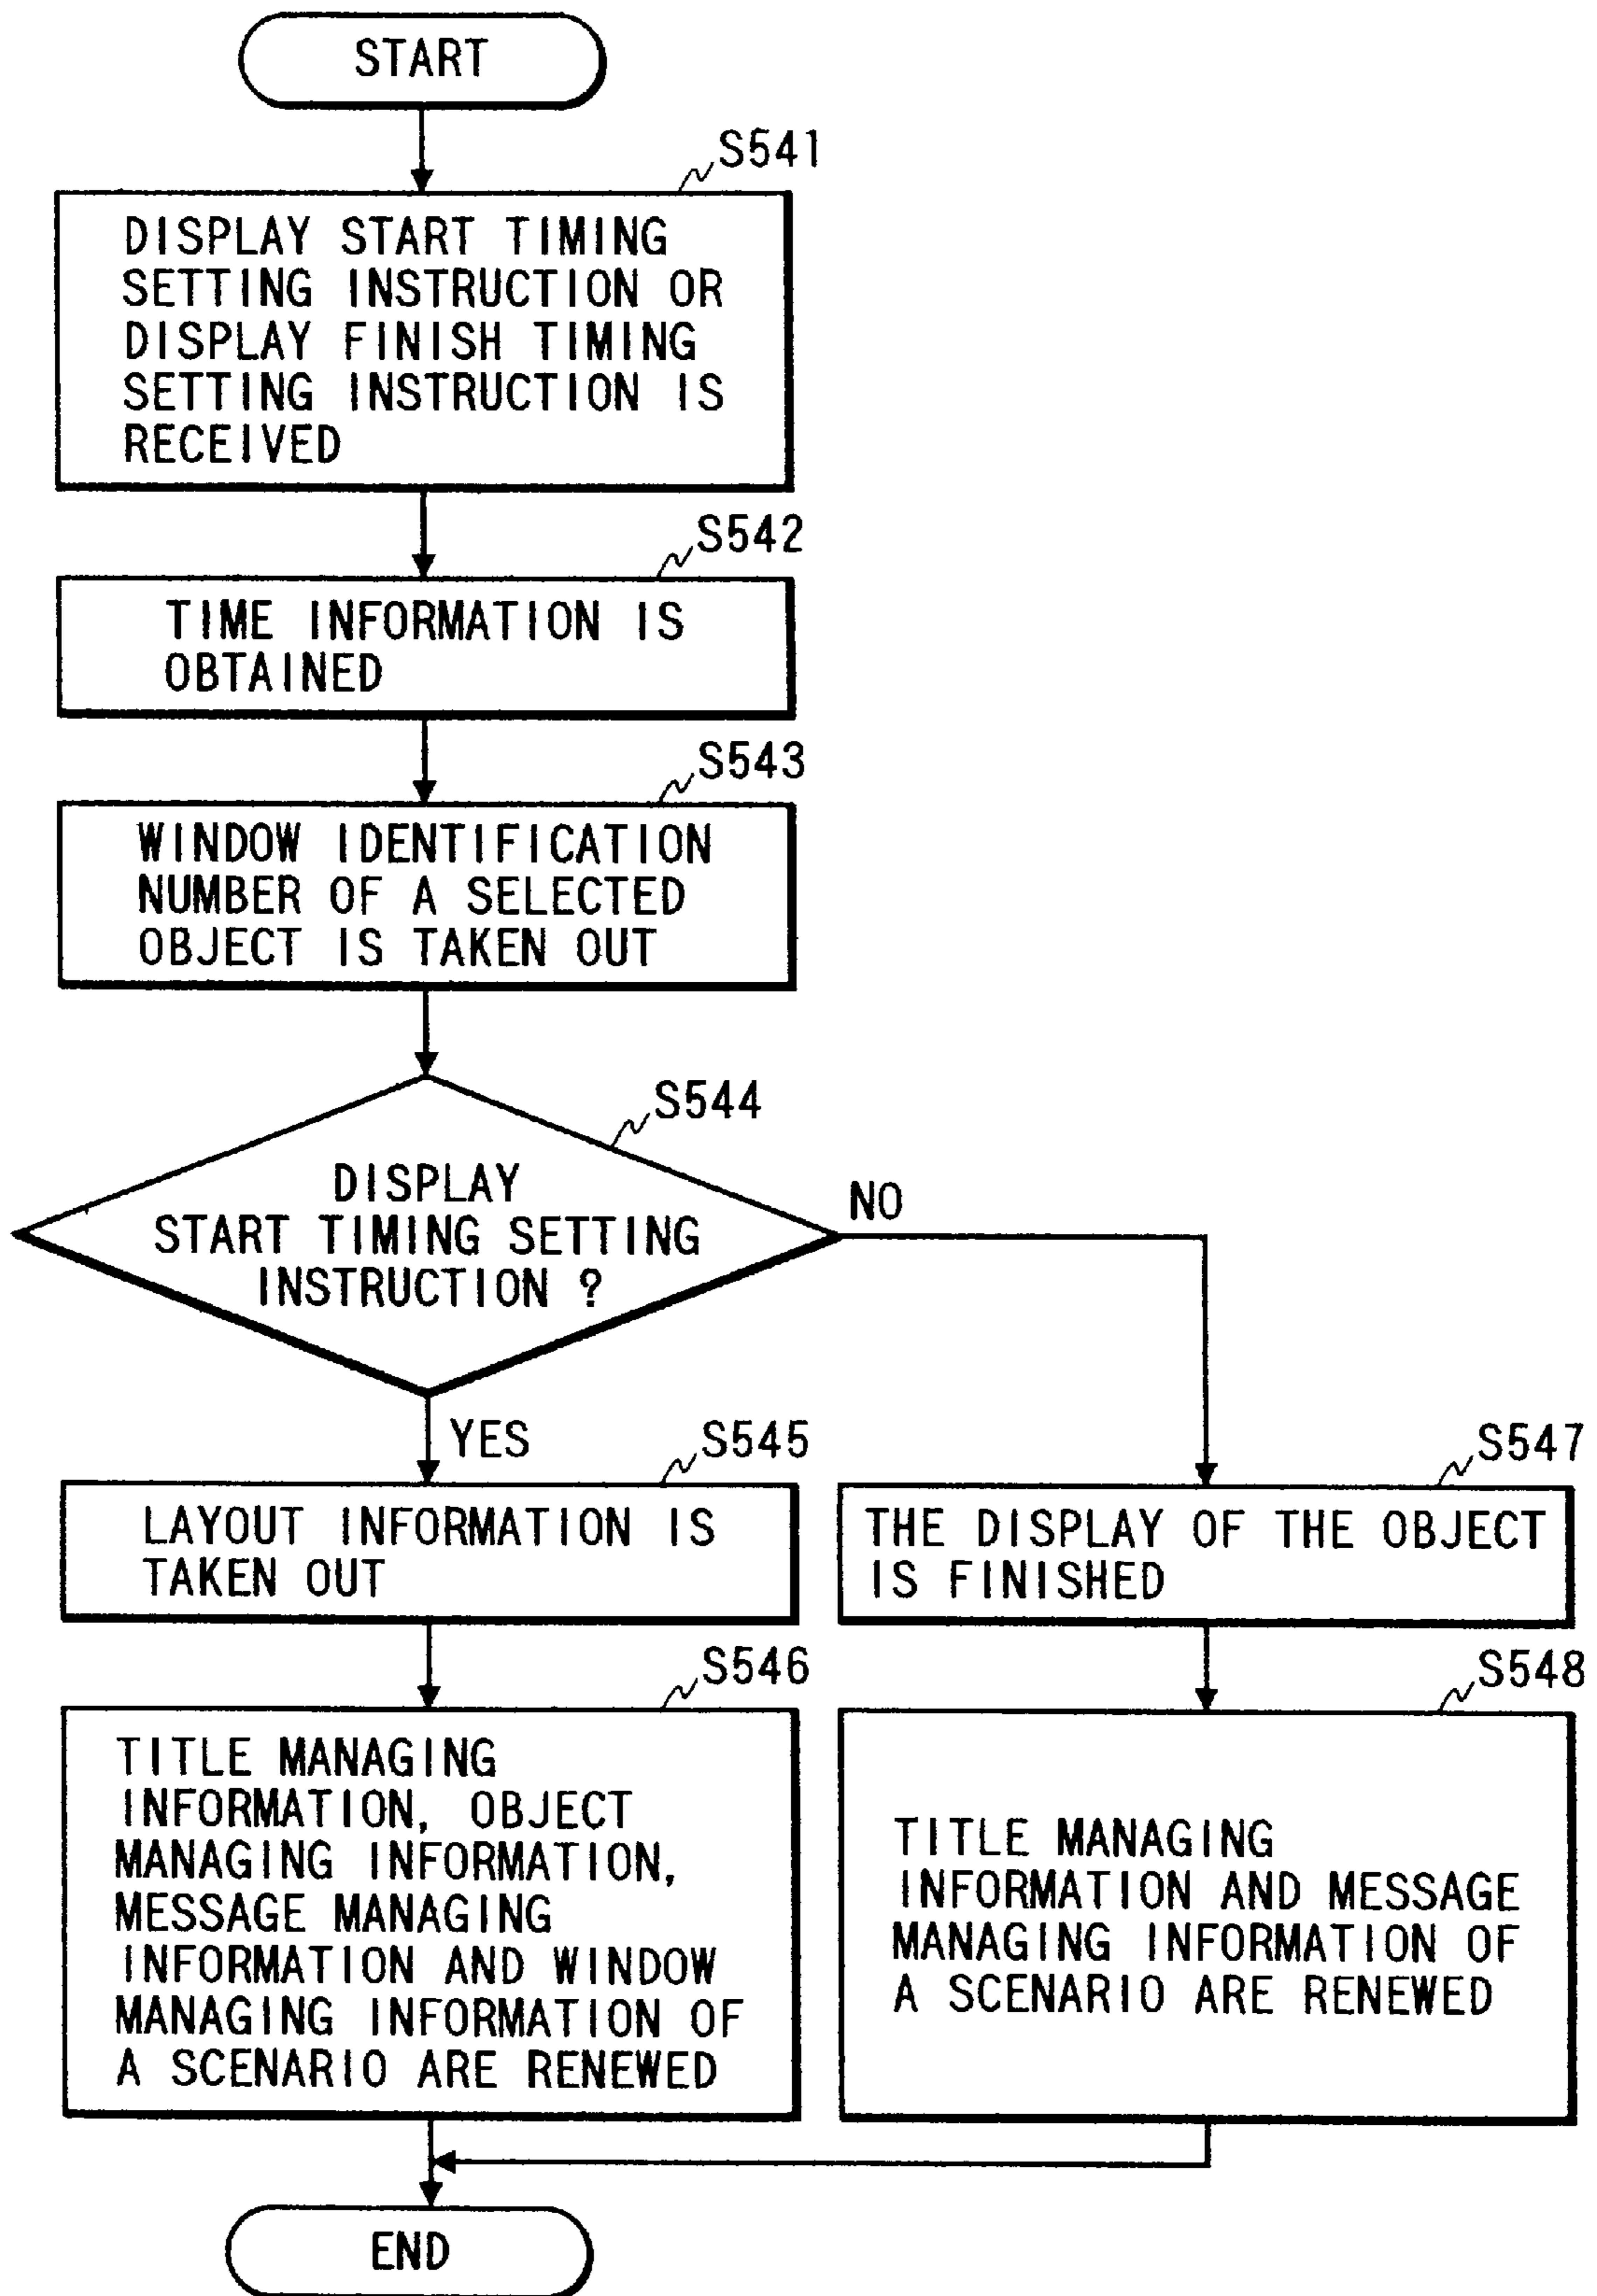 START
S541
DISPLAY START TIMING
SETTING INSTRUCTION OR
DISPLAY FINISH TIMING
SETTING INSTRUCTION IS
RECEIVED
S542
TIME INFORMATION IS
OBTAINED
S543
WINDOW IDENTIFICATION
NUMBER OF A SELECTED
OBJECT IS TAKEN OUT
S544
DISPLAY
START TIMING SETTING
INSTRUCTION ?
NO
YES
S545
LAYOUT INFORMATION IS
TAKEN OUT
S547
THE DISPLAY OF THE OBJECT
IS FINISHED
S546
TITLE MANAGING
INFORMATION, OBJECT
MANAGING INFORMATION,
MESSAGE MANAGING
INFORMATION AND WINDOW
MANAGING INFORMATION OF
A SCENARIO ARE RENEWED
S548
TITLE MANAGING
INFORMATION AND MESSAGE
MANAGING INFORMATION OF
A SCENARIO ARE RENEWED
END